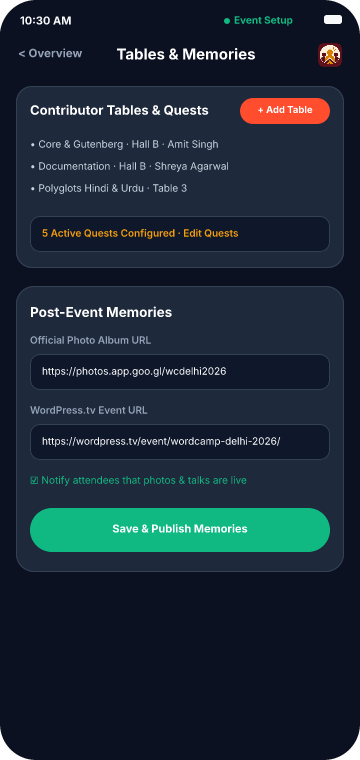 10:30 AM
● Event Setup
< Overview
Tables & Memories
Contributor Tables & Quests
+ Add Table
• Core & Gutenberg · Hall B · Amit Singh
• Documentation · Hall B · Shreya Agarwal
• Polyglots Hindi & Urdu · Table 3
5 Active Quests Configured · Edit Quests
Post-Event Memories
Official Photo Album URL
https://photos.app.goo.gl/wcdelhi2026
WordPress.tv Event URL
https://wordpress.tv/event/wordcamp-delhi-2026/
☑ Notify attendees that photos & talks are live
Save & Publish Memories